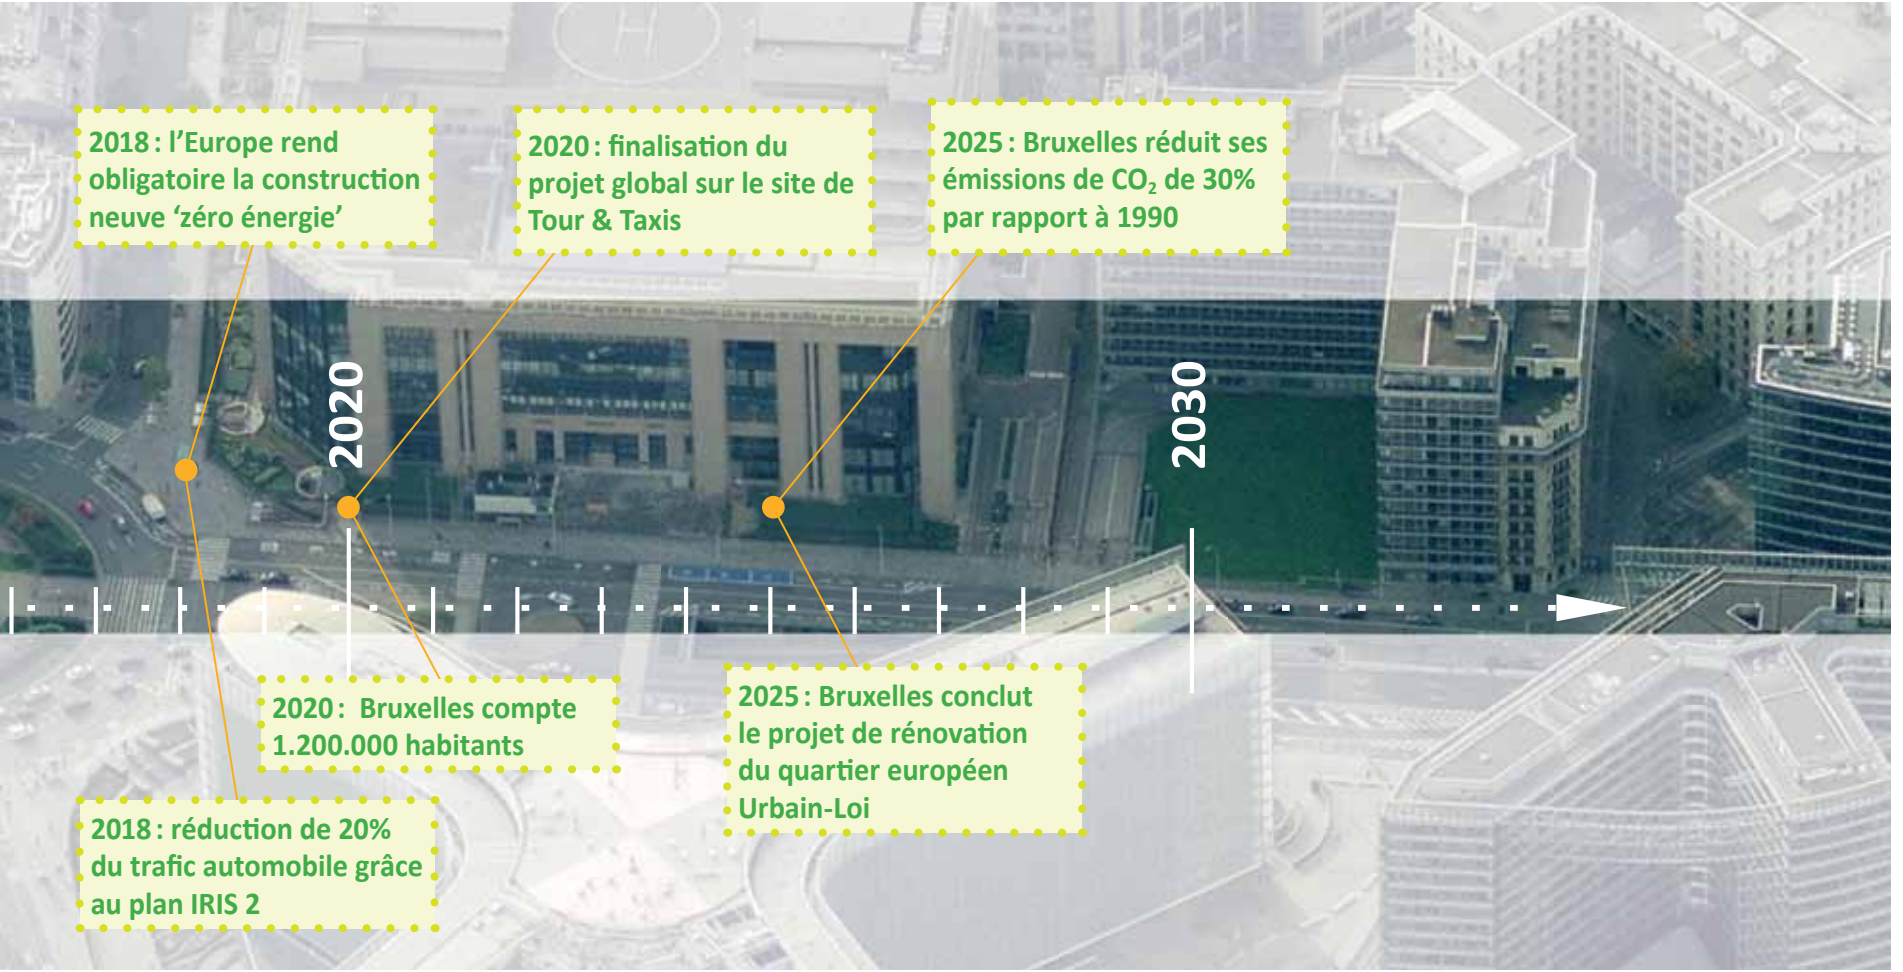 2018 : l’Europe rend
obligatoire la construction
neuve ‘zéro énergie’
2020 : finalisation du
projet global sur le site de
Tour & Taxis
2025 : Bruxelles réduit ses
émissions de CO₂ de 30%
par rapport à 1990
2020
2030
2020 :  Bruxelles compte
1.200.000 habitants
2025 : Bruxelles conclut
le projet de rénovation
du quartier européen
Urbain-Loi
2018 : réduction de 20%
du trafic automobile grâce
au plan IRIS 2